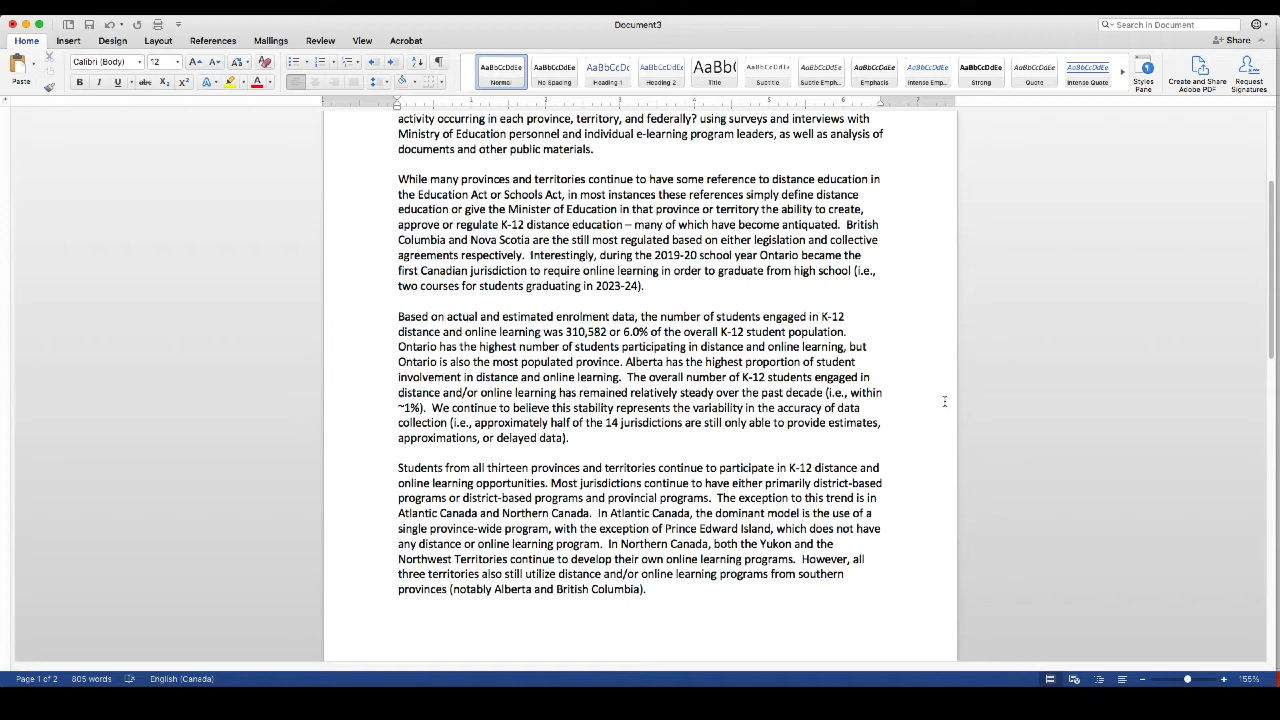 Document3
Search in Document
Home Insert Design Layout References Mailings Review View Acrobat
Share
Paste
Calibri (Body) 12
AaBbCcDdEe AaBbCcDdEe AaBbCcDc AaBbCcDdEe AaBb( AaBbCcDdEe AaBbCcDdEe AaBbCcDdEe AaBbCcDdEe AaBbCcDdEe AaBbCcDdEe AaBbCcDdEe
Normal No Spacing Heading 1 Heading 2 Title Subtitle Subtle Emph... Emphasis Intense Emp... Strong Quote Intense Quote
Styles Pane
Create and Share Adobe PDF
Request Signatures
1 2 3 4 5 6 7
activity occurring in each province, territory, and federally? using surveys and interviews with
Ministry of Education personnel and individual e-learning program leaders, as well as analysis of
documents and other public materials.
While many provinces and territories continue to have some reference to distance education in
the Education Act or Schools Act, in most instances these references simply define distance
education or give the Minister of Education in that province or territory the ability to create,
approve or regulate K-12 distance education – many of which have become antiquated.  British
Columbia and Nova Scotia are the still most regulated based on either legislation and collective
agreements respectively.  Interestingly, during the 2019-20 school year Ontario became the
first Canadian jurisdiction to require online learning in order to graduate from high school (i.e.,
two courses for students graduating in 2023-24).
Based on actual and estimated enrolment data, the number of students engaged in K-12
distance and online learning was 310,582 or 6.0% of the overall K-12 student population.
Ontario has the highest number of students participating in distance and online learning, but
Ontario is also the most populated province. Alberta has the highest proportion of student
involvement in distance and online learning.  The overall number of K-12 students engaged in
distance and/or online learning has remained relatively steady over the past decade (i.e., within
~1%).  We continue to believe this stability represents the variability in the accuracy of data
collection (i.e., approximately half of the 14 jurisdictions are still only able to provide estimates,
approximations, or delayed data).
Students from all thirteen provinces and territories continue to participate in K-12 distance and
online learning opportunities. Most jurisdictions continue to have either primarily district-based
programs or district-based programs and provincial programs.  The exception to this trend is in
Atlantic Canada and Northern Canada.  In Atlantic Canada, the dominant model is the use of a
single province-wide program, with the exception of Prince Edward Island, which does not have
any distance or online learning program.  In Northern Canada, both the Yukon and the
Northwest Territories continue to develop their own online learning programs.  However, all
three territories also still utilize distance and/or online learning programs from southern
provinces (notably Alberta and British Columbia).
Page 1 of 2 805 words English (Canada) 155%